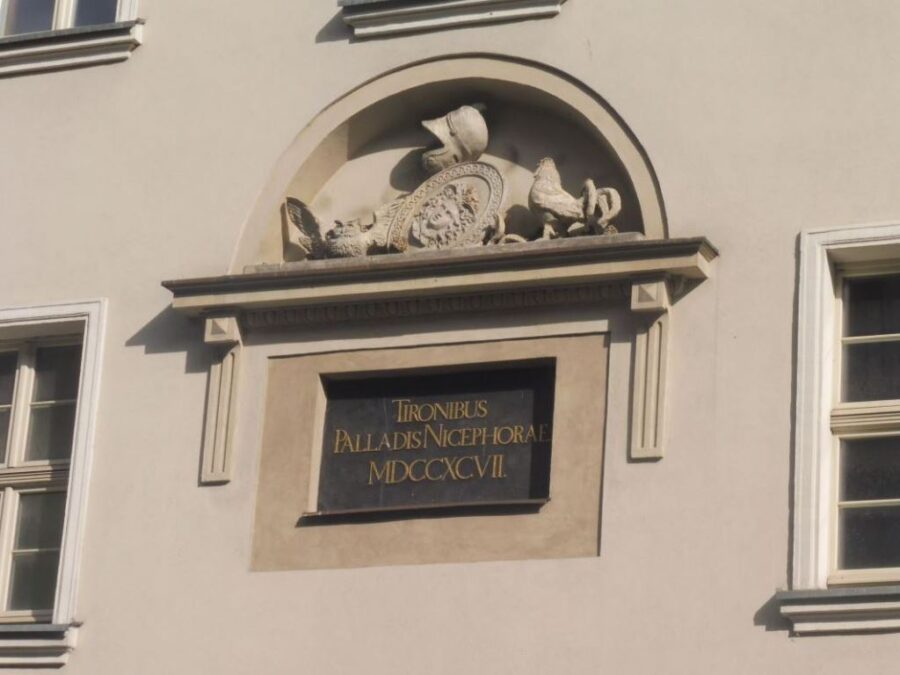 TIRONIBUS
PALLADIS NICEPHORAE
MDCCXCVII.